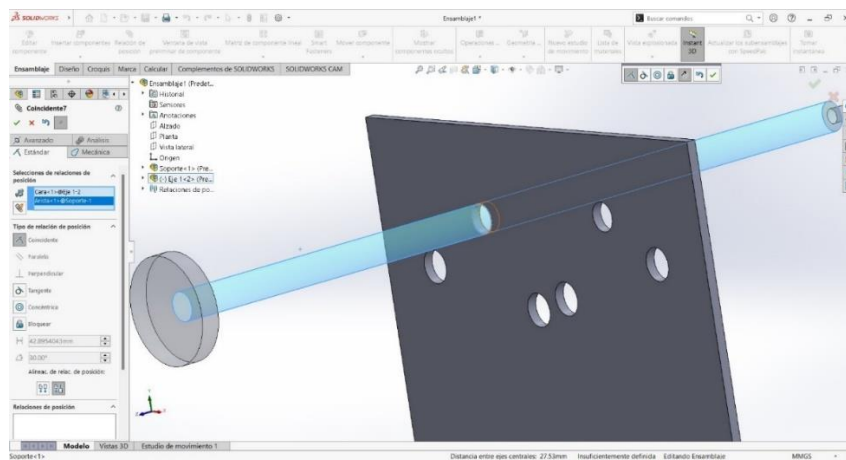 SOLIDWORKS
Ensamblaje1 *
Buscar comandos
Editar componente
Insertar componentes
Relación de posición
Ventana de vista preliminar de componente
Matriz de componente lineal
Smart Fasteners
Mover componente
Mostrar componentes ocultos
Operaciones ...
Geometría ...
Nuevo estudio de movimiento
Lista de materiales
Vista explosionada
Instant 3D
Actualizar los subensamblajes con SpeedPak
Tomar instantánea
Ensamblaje Diseño Croquis Marca Calcular Complementos de SOLIDWORKS SOLIDWORKS CAM
Coincidente7
Avanzado Análisis
Estándar Mecánica
Selecciones de relaciones de posición
Cara<1>@Eje 1-2
Arista<1>@Soporte-1
Tipo de relación de posición
Coincidente
Paralela
Perpendicular
Tangente
Concéntrica
Bloquear
30.00°
Alineac. de relac. de posición:
Relaciones de posición
Ensamblaje1 (Predet...
Historial
Sensores
Anotaciones
Alzado
Planta
Vista lateral
Origen
Soporte<1> (Pre...
(-) Eje 1<2> (Pre...
Relaciones de po...
Modelo Vistas 3D Estudio de movimiento 1
Soporte<1>
Distancia entre ejes centrales: 27.53mm Insuficientemente definida Editando Ensamblaje MMGS